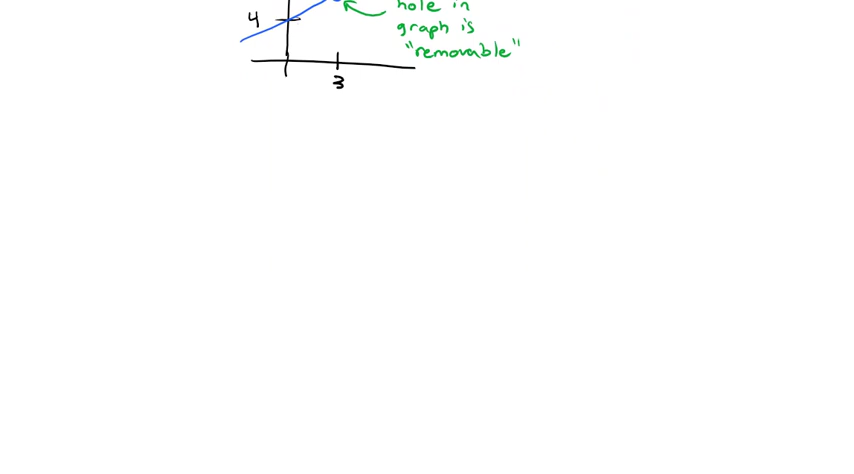 4
hole in
graph is
"removable"
3